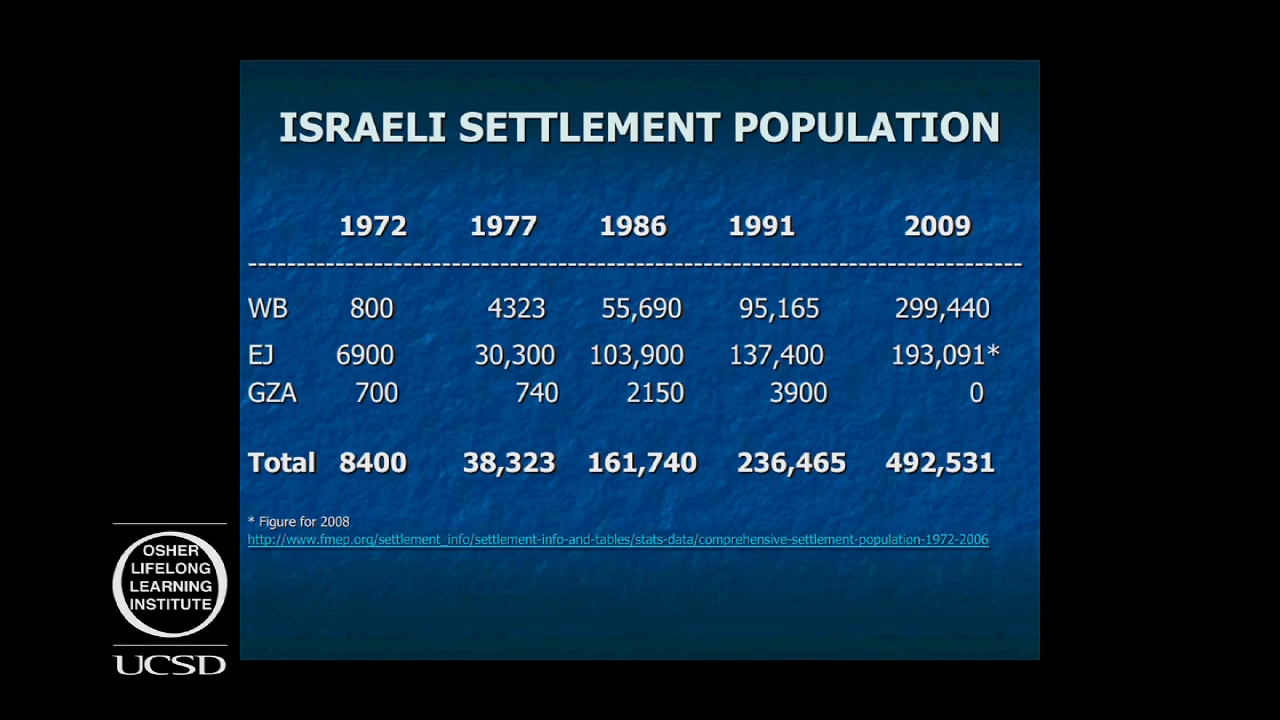 ISRAELI SETTLEMENT POPULATION
1972 1977 1986 1991 2009
--------------------------------------------------------------------------------
WB 800 4323 55,690 95,165 299,440
EJ 6900 30,300 103,900 137,400 193,091*
GZA 700 740 2150 3900 0
Total 8400 38,323 161,740 236,465 492,531
* Figure for 2008
http://www.fmep.org/settlement_info/settlement-info-and-tables/stats-data/comprehensive-settlement-population-1972-2006
OSHER
LIFELONG
LEARNING
INSTITUTE
UCSD